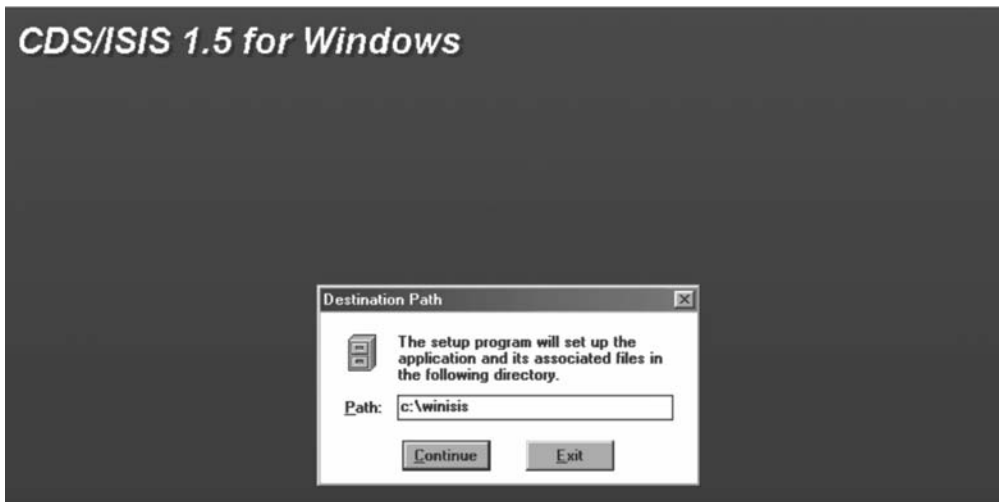 CDS/ISIS 1.5 for Windows
Destination Path
The setup program will set up the
application and its associated files in
the following directory.
Path: c:\winisis
Continue Exit